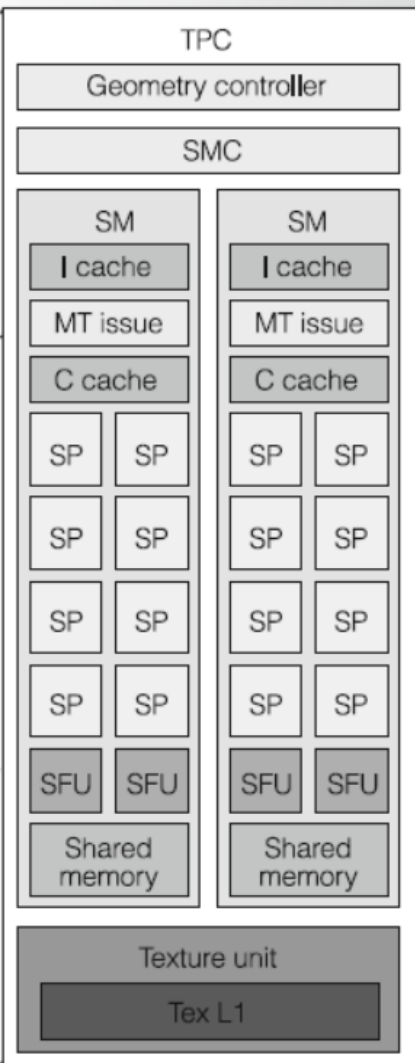 TPC
Geometry controller
SMC
SM
I cache
MT issue
C cache
SP SP
SP SP
SP SP
SP SP
SFU SFU
Shared
memory
SM
I cache
MT issue
C cache
SP SP
SP SP
SP SP
SP SP
SFU SFU
Shared
memory
Texture unit
Tex L1